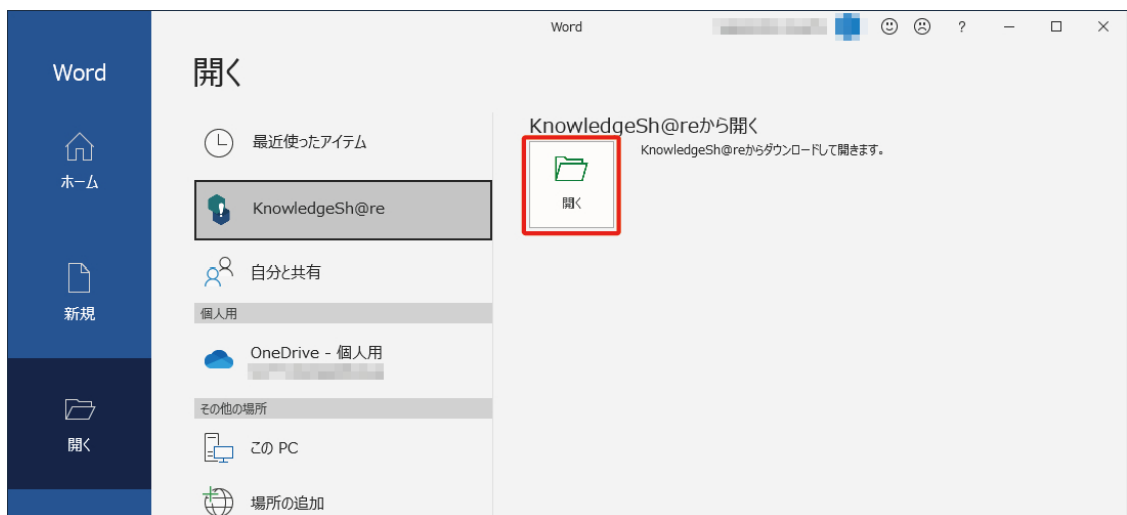 Word
?
Word
開く
ホーム
新規
開く
最近使ったアイテム
KnowledgeSh@re
自分と共有
個人用
OneDrive - 個人用
その他の場所
この PC
場所の追加
KnowledgeSh@reから開く
KnowledgeSh@reからダウンロードして開きます。
開く